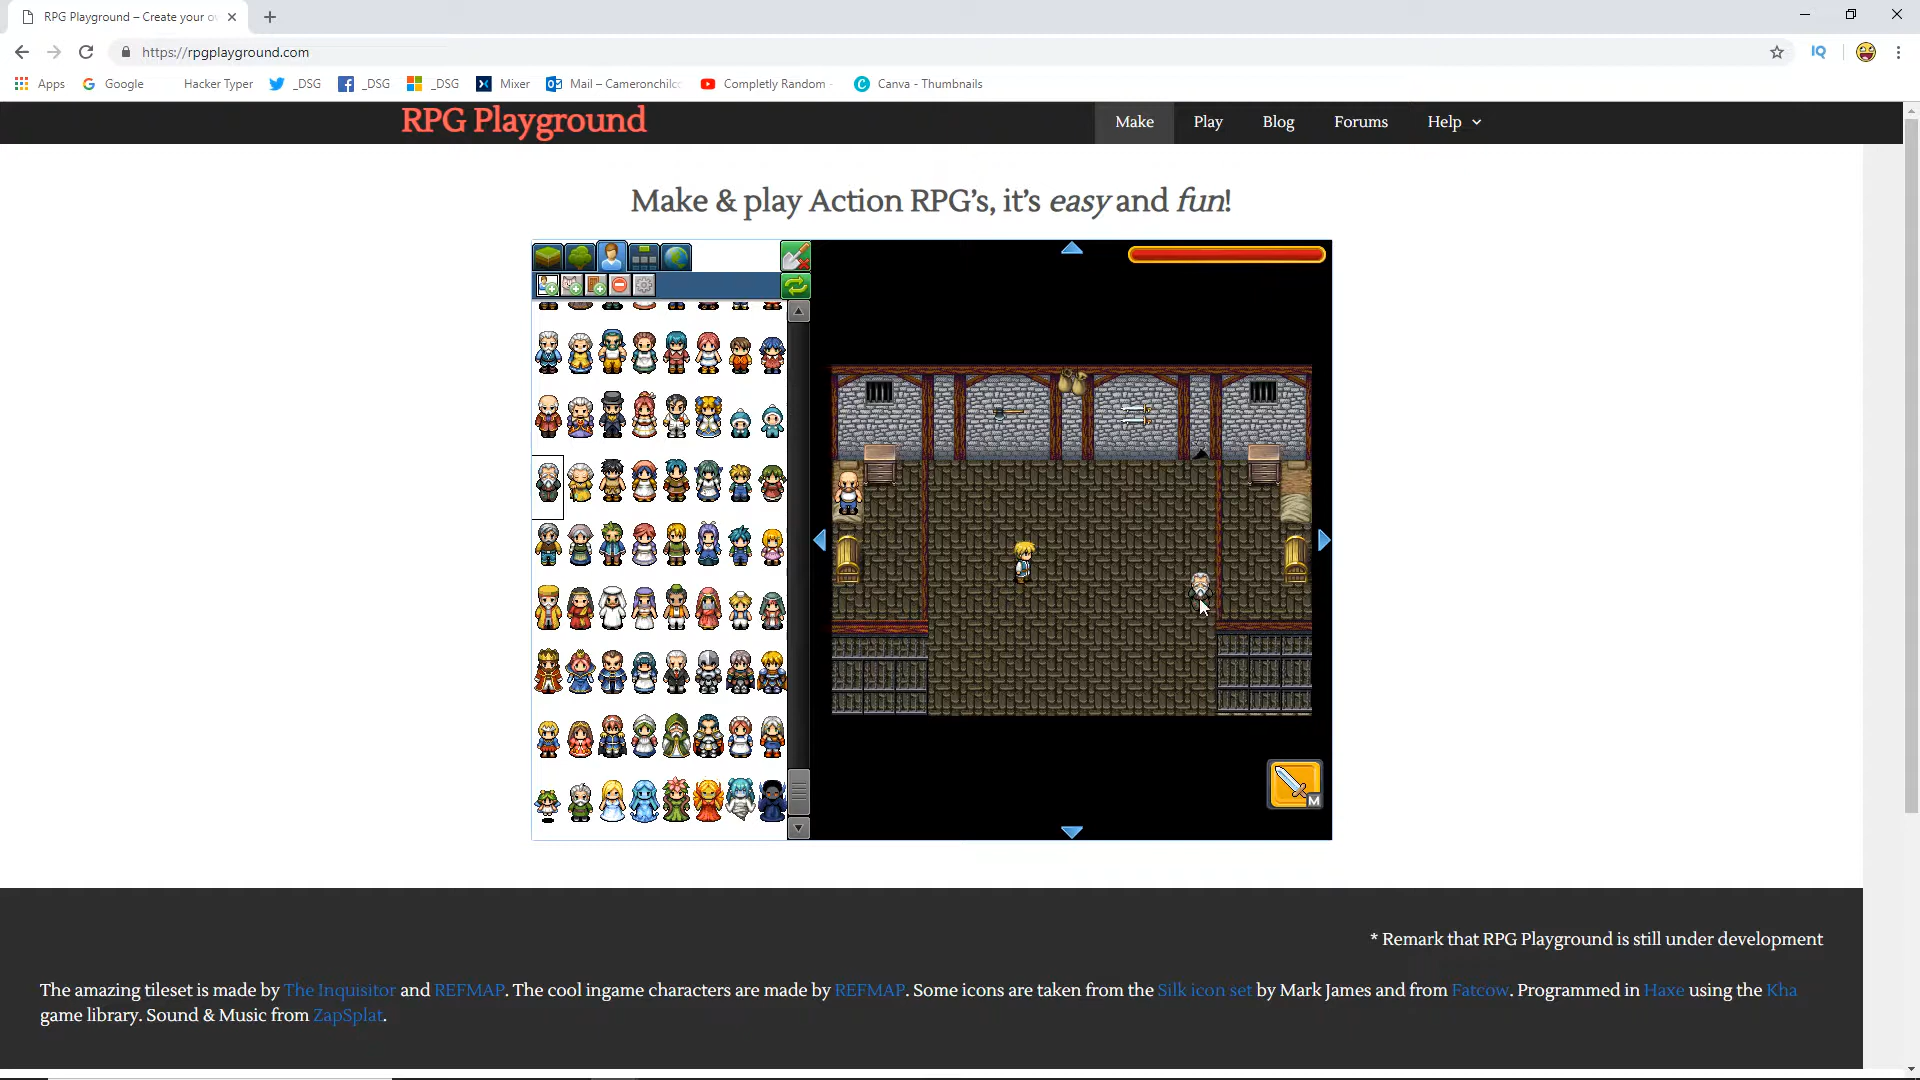 RPG Playground – Create your ow
https://rpgplayground.com
IQ
Apps Google Hacker Typer _DSG _DSG _DSG Mixer Mail – Cameronchilc Completly Random - Canva - Thumbnails
RPG Playground Make Play Blog Forums Help
Make & play Action RPG's, it's easy and fun!
M
* Remark that RPG Playground is still under development
The amazing tileset is made by The Inquisitor and REFMAP. The cool ingame characters are made by REFMAP. Some icons are taken from the Silk icon set by Mark James and from Fatcow. Programmed in Haxe using the Kha
game library. Sound & Music from ZapSplat.